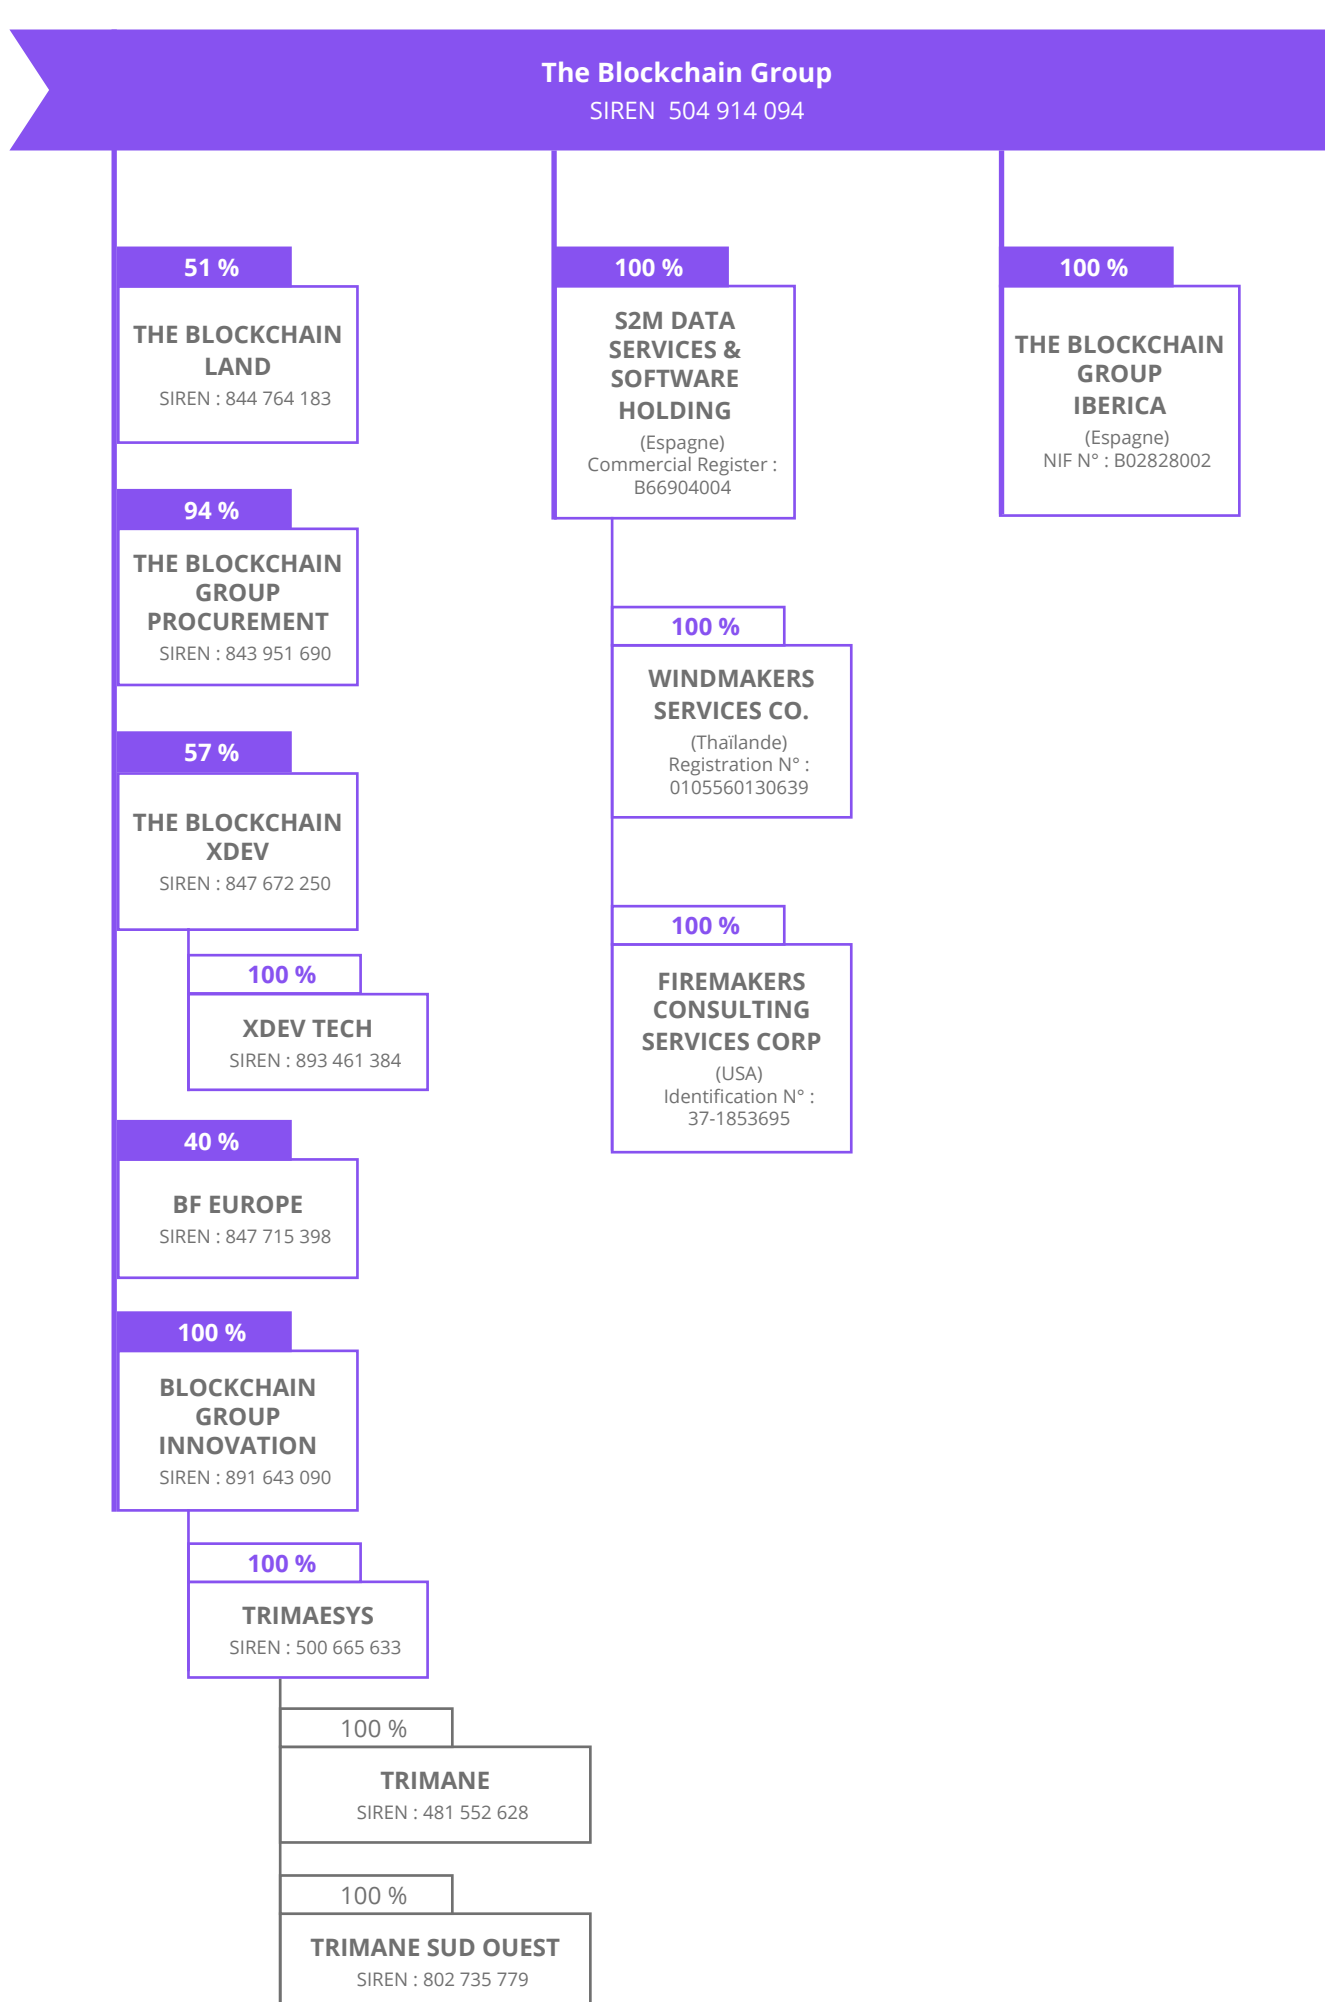 The Blockchain Group
SIREN  504 914 094
51 %
THE BLOCKCHAIN
LAND
SIREN : 844 764 183
94 %
THE BLOCKCHAIN
GROUP
PROCUREMENT
SIREN : 843 951 690
57 %
THE BLOCKCHAIN
XDEV
SIREN : 847 672 250
100 %
XDEV TECH
SIREN : 893 461 384
40 %
BF EUROPE
SIREN : 847 715 398
100 %
BLOCKCHAIN
GROUP
INNOVATION
SIREN : 891 643 090
100 %
TRIMAESYS
SIREN : 500 665 633
100 %
TRIMANE
SIREN : 481 552 628
100 %
TRIMANE SUD OUEST
SIREN : 802 735 779
100 %
S2M DATA
SERVICES &
SOFTWARE
HOLDING
(Espagne)
Commercial Register :
B66904004
100 %
WINDMAKERS
SERVICES CO.
(Thaïlande)
Registration N° :
0105560130639
100 %
FIREMAKERS
CONSULTING
SERVICES CORP
(USA)
Identification N° :
37-1853695
100 %
THE BLOCKCHAIN
GROUP
IBERICA
(Espagne)
NIF N° : B02828002